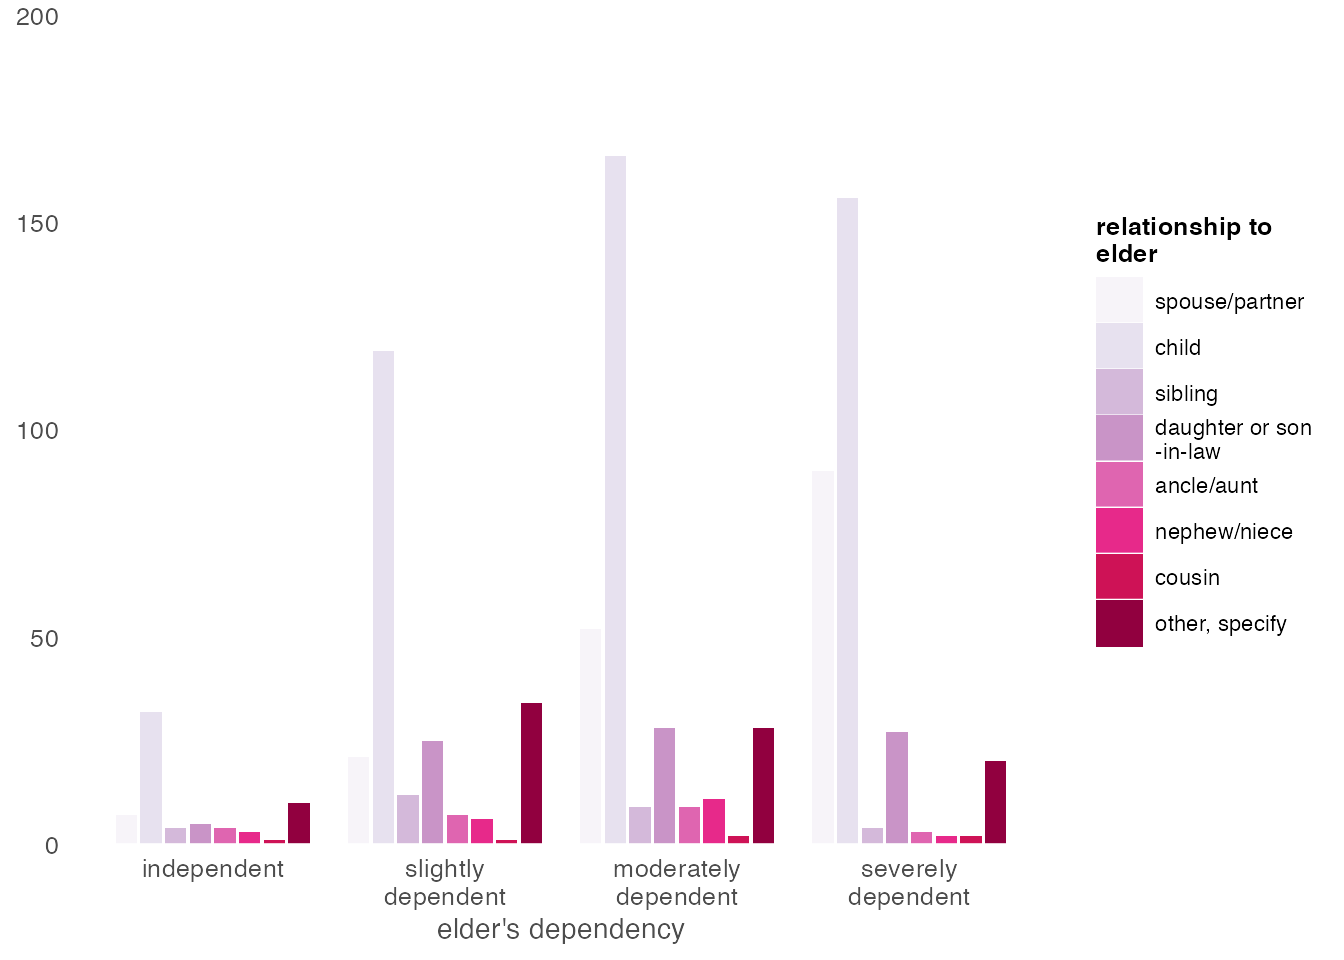 200
150
100
50
0
independent
slightly
dependent
moderately
dependent
severely
dependent
elder's dependency
relationship to
elder
spouse/partner
child
sibling
daughter or son
-in-law
ancle/aunt
nephew/niece
cousin
other, specify